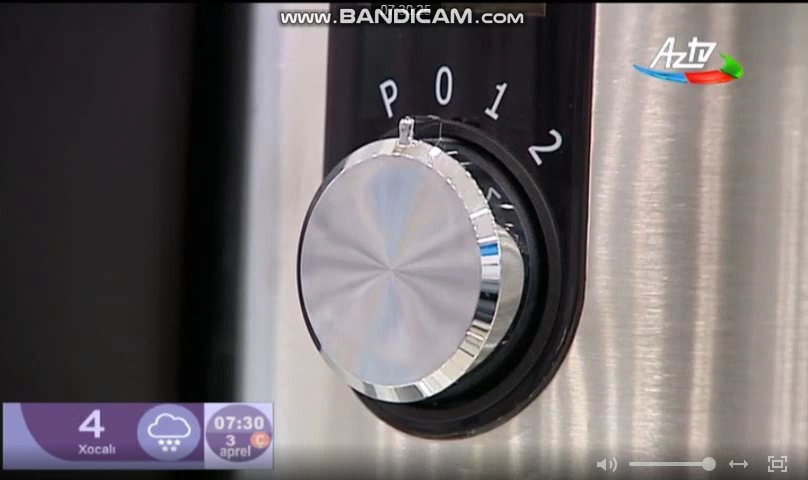 www.BANDICAM.com
AZTV
P 0 1 2
4
Xocalı
07:30
3
Ç
aprel